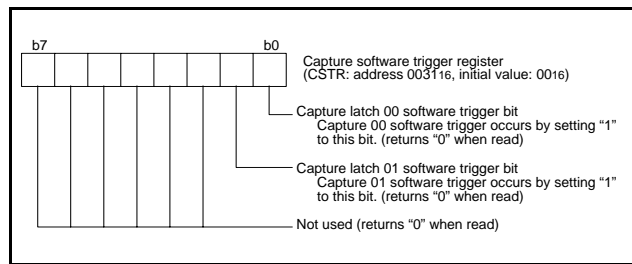 b7 b0
Capture software trigger register
(CSTR: address 003116, initial value: 0016)
Capture latch 00 software trigger bit
Capture 00 software trigger occurs by setting “1”
to this bit. (returns “0” when read)
Capture latch 01 software trigger bit
Capture 01 software trigger occurs by setting “1”
to this bit. (returns “0” when read)
Not used (returns “0” when read)